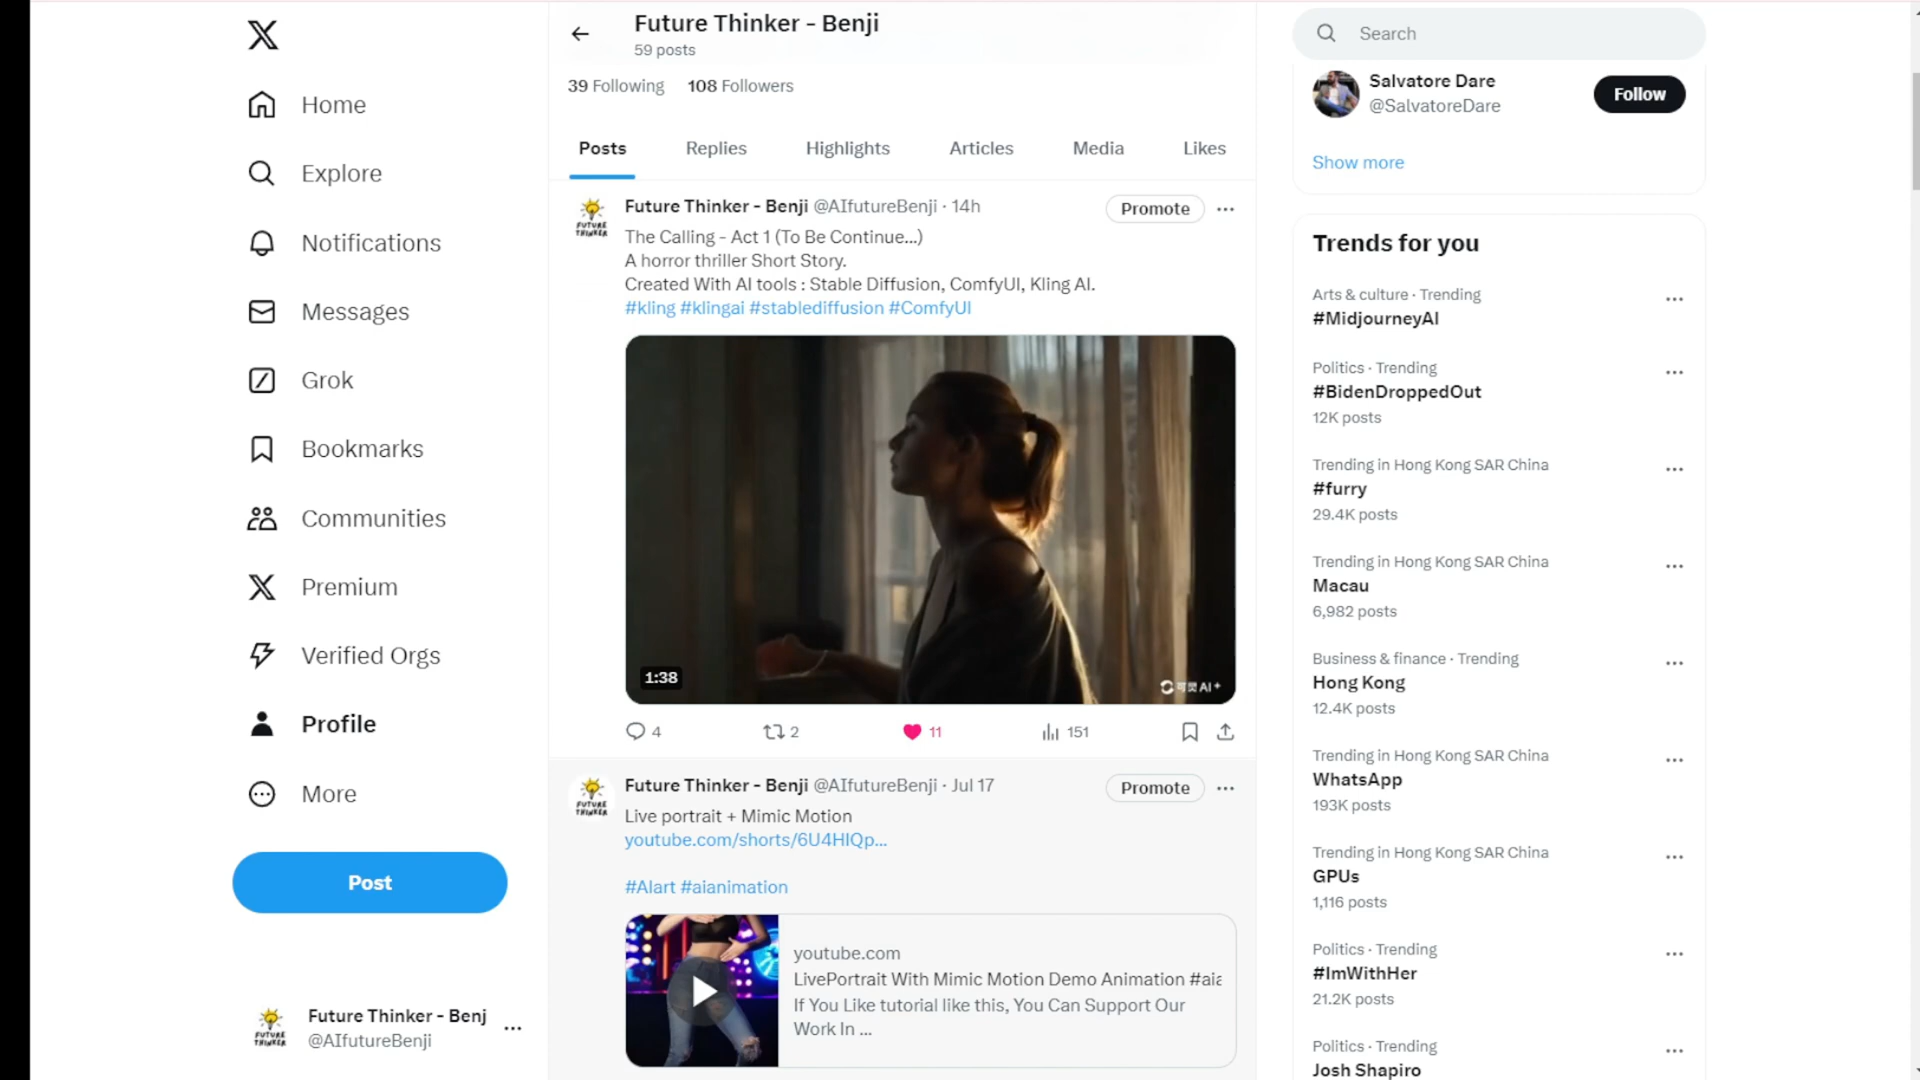 Home
Explore
Notifications
Messages
Grok
Bookmarks
Communities
Premium
Verified Orgs
Profile
More
Post
Future Thinker - Benj
@AIfutureBenji
FUTURE
THINKER
Future Thinker - Benji
59 posts
39 Following 108 Followers
Posts Replies Highlights Articles Media Likes
FUTURE
THINKER
Future Thinker - Benji @AIfutureBenji · 14h
Promote
The Calling - Act 1 (To Be Continue...)
A horror thriller Short Story.
Created With AI tools : Stable Diffusion, ComfyUI, Kling AI.
#kling #klingai #stablediffusion #ComfyUI
1:38
可灵 AI+
4 2 11 151
FUTURE
THINKER
Future Thinker - Benji @AIfutureBenji · Jul 17
Promote
Live portrait + Mimic Motion
youtube.com/shorts/6U4HIQp...
#AIart #aianimation
youtube.com
LivePortrait With Mimic Motion Demo Animation #aia
If You Like tutorial like this, You Can Support Our
Work In ...
Search
Salvatore Dare
@SalvatoreDare
Follow
Show more
Trends for you
Arts & culture · Trending
#MidjourneyAI
Politics · Trending
#BidenDroppedOut
12K posts
Trending in Hong Kong SAR China
#furry
29.4K posts
Trending in Hong Kong SAR China
Macau
6,982 posts
Business & finance · Trending
Hong Kong
12.4K posts
Trending in Hong Kong SAR China
WhatsApp
193K posts
Trending in Hong Kong SAR China
GPUs
1,116 posts
Politics · Trending
#ImWithHer
21.2K posts
Politics · Trending
Josh Shapiro